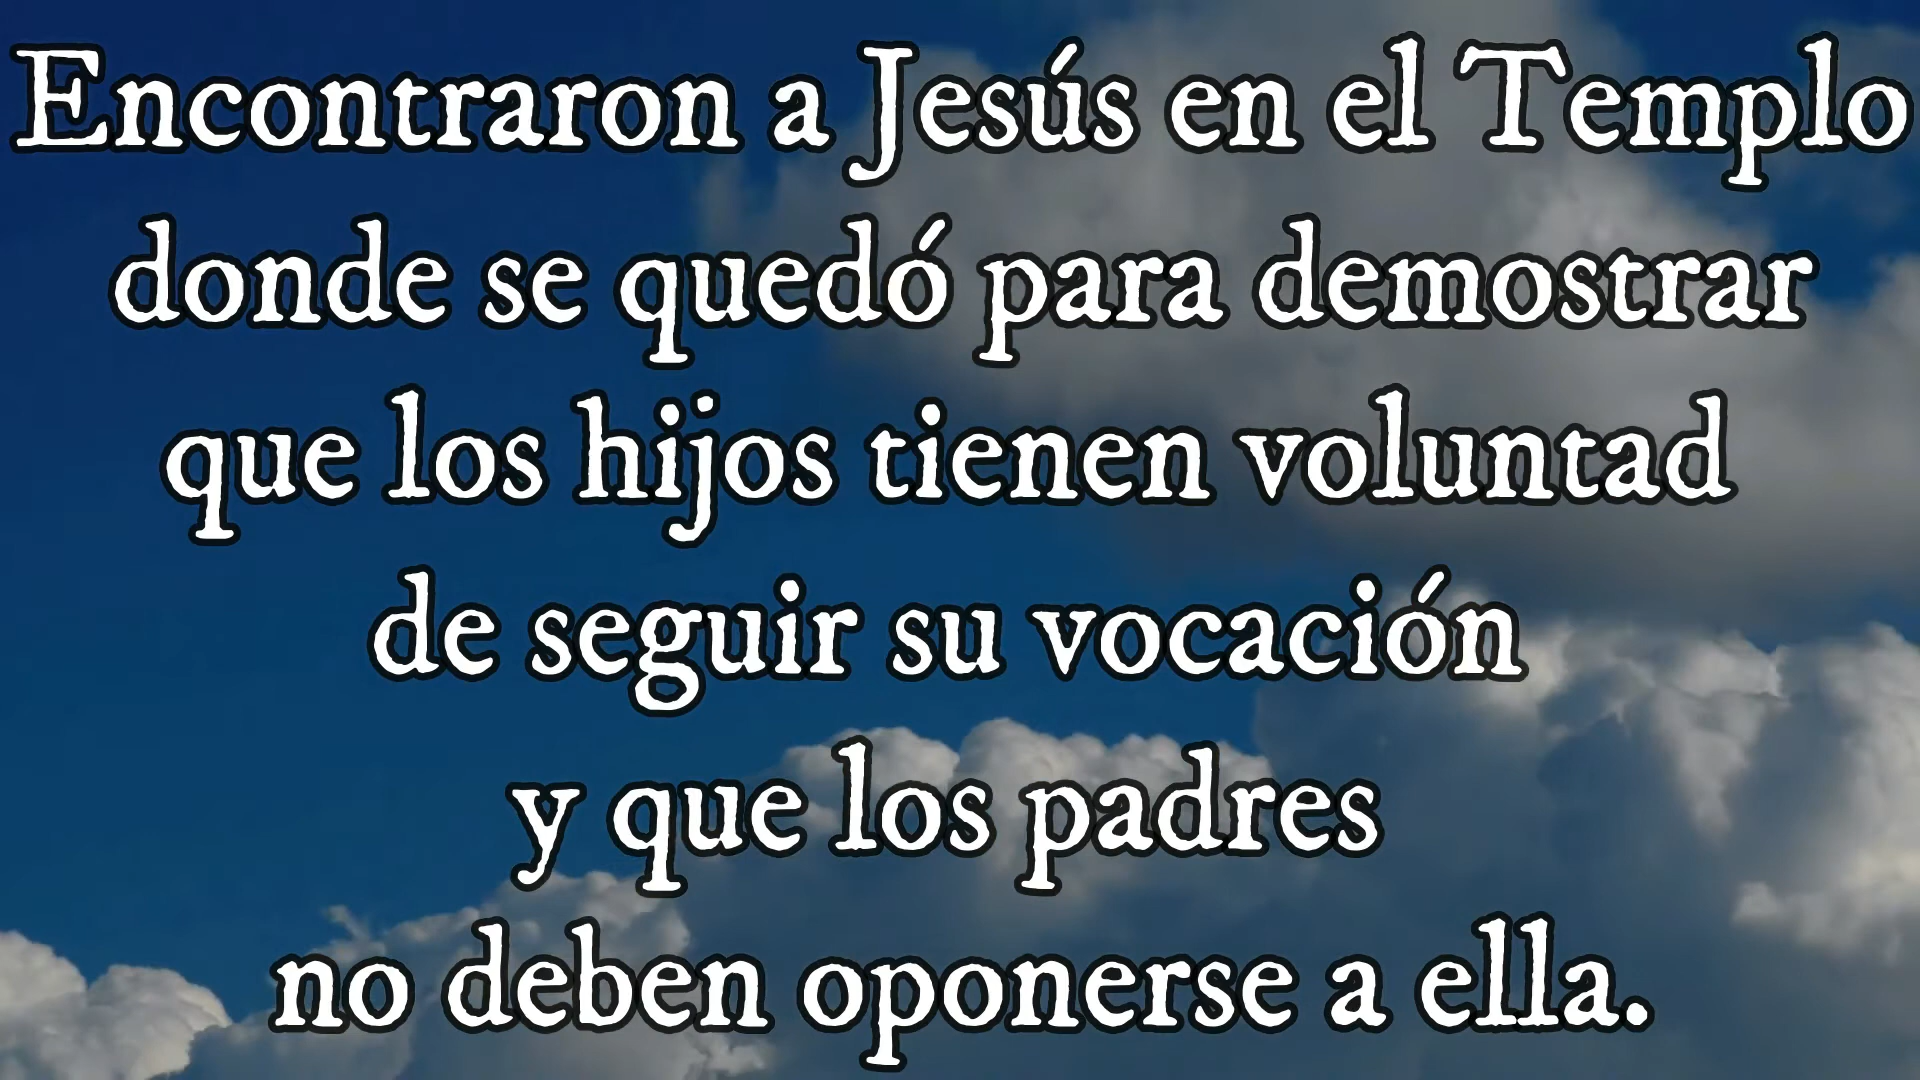 Encontraron a Jesús en el Templo
donde se quedó para demostrar
que los hijos tienen voluntad
de seguir su vocación
y que los padres
no deben oponerse a ella.